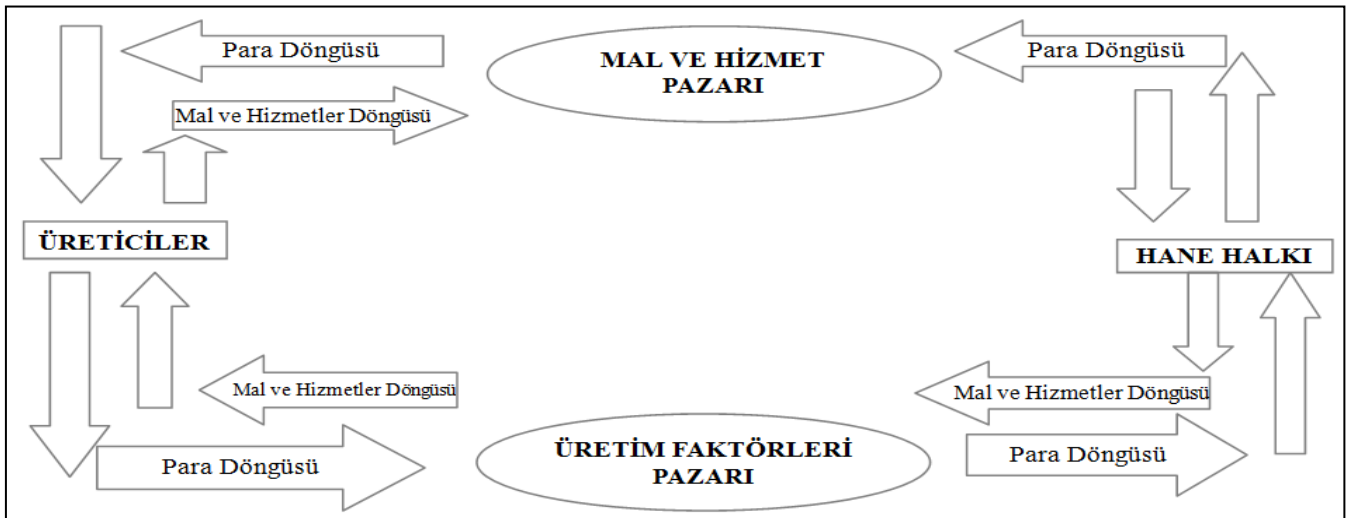 Para Döngüsü
MAL VE HİZMET
PAZARI
Para Döngüsü
Mal ve Hizmetler Döngüsü
ÜRETİCİLER
HANE HALKI
Mal ve Hizmetler Döngüsü
Mal ve Hizmetler Döngüsü
Para Döngüsü
ÜRETİM FAKTÖRLERİ
PAZARI
Para Döngüsü